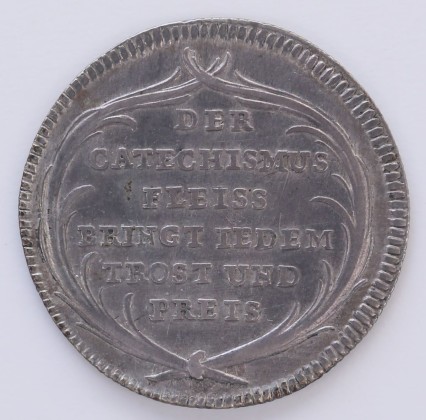 DER
CATECHISMUS
FLEISS
BRINGT IEDEM
TROST UND
PREIS